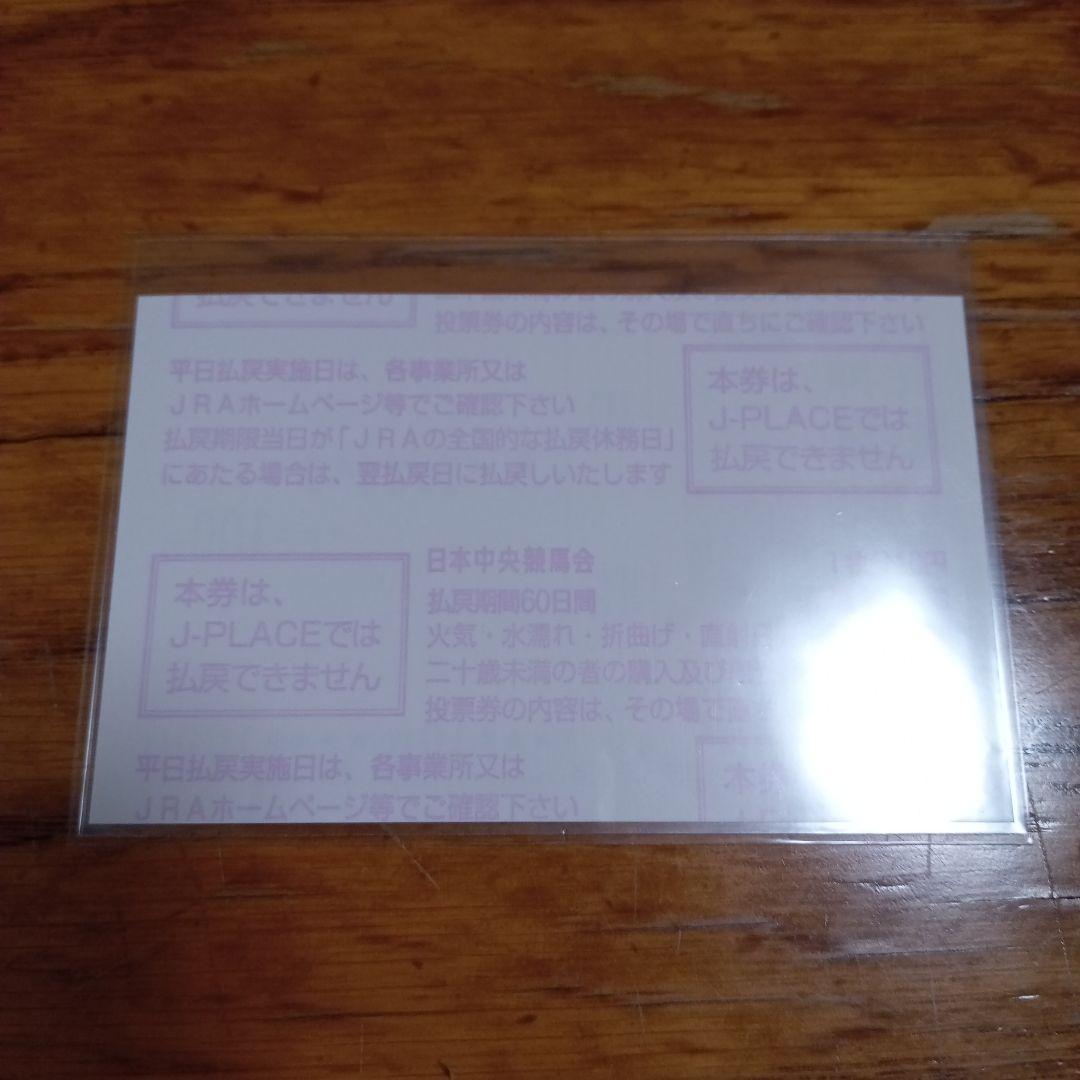 払戻できません
投票券の内容は、その場で直ちにご確認下さい
平日払戻実施日は、各事業所又は
JRAホームページ等でご確認下さい
払戻期限当日が「JRAの全国的な払戻休務日」
にあたる場合は、翌払戻日に払戻しいたします
本券は、
J-PLACEでは
払戻できません
本券は、
J-PLACEでは
払戻できません
日本中央競馬会
払戻期間60日間
火気・水濡れ・折曲げ・直射日
二十歳未満の者の購入及び
投票券の内容は、その場で直
平日払戻実施日は、各事業所又は
JRAホームページ等でご確認下さい
本券